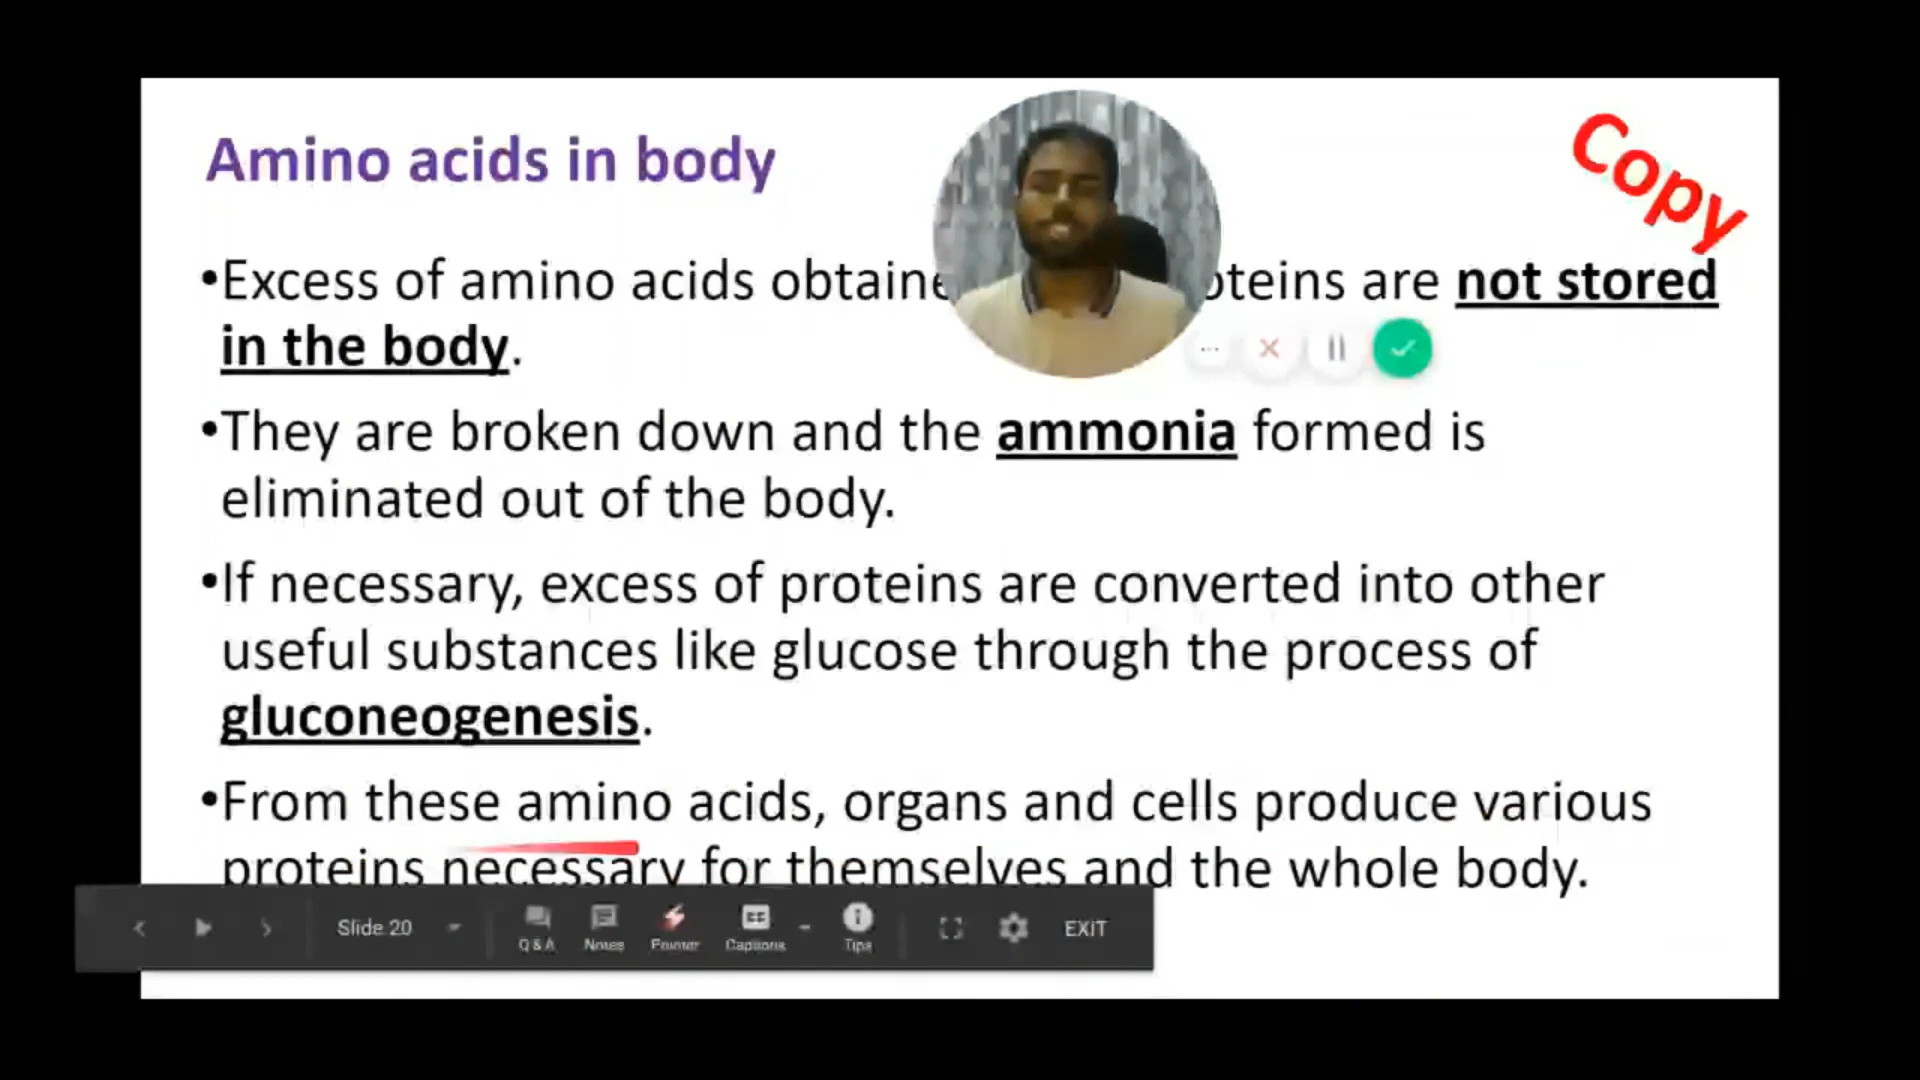 Amino acids in body
Copy
•Excess of amino acids obtaine oteins are not stored
in the body.
•They are broken down and the ammonia formed is
eliminated out of the body.
•If necessary, excess of proteins are converted into other
useful substances like glucose through the process of
gluconeogenesis.
•From these amino acids, organs and cells produce various
proteins necessary for themselves and the whole body.
Slide 20
Q & A Notes Pointer Captions Tips
EXIT